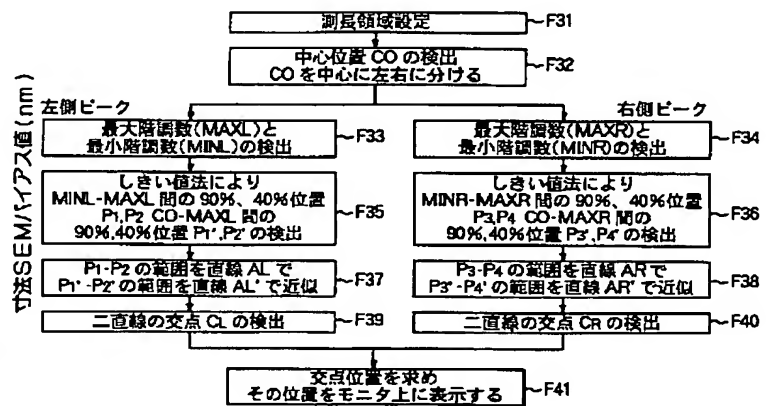 測長領域設定
F31
中心位置 CO の検出
CO を中心に左右に分ける
F32
寸法SEMバイアス値(nm)
左側ピーク
最大階調数(MAXL)と
最小階調数(MINL)の検出
F33
しきい値法により
MINL-MAXL 間の 90%、40%位置
P1,P2 CO-MAXL 間の
90%,40%位置 P1',P2' の検出
F35
P1-P2 の範囲を直線 AL で
P1'-P2' の範囲を直線 AL' で近似
F37
二直線の交点 CL の検出
F39
右側ピーク
最大階調数(MAXR)と
最小階調数(MINR)の検出
F34
しきい値法により
MINR-MAXR 間の 90%、40%位置
P3,P4 CO-MAXR 間の
90%,40%位置 P3',P4' の検出
F36
P3-P4 の範囲を直線 AR で
P3'-P4' の範囲を直線 AR' で近似
F38
二直線の交点 CR の検出
F40
交点位置を求め
その位置をモニタ上に表示する
F41